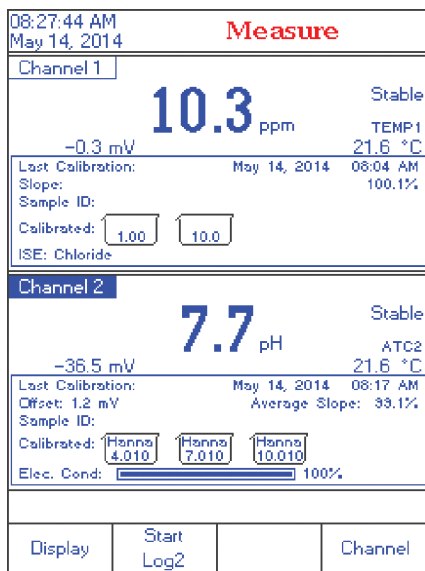 08:27:44 AM
May 14, 2014
Measure
Channel 1
10.3 ppm
Stable
TEMP1
-0.3 mV
21.6 °C
Last Calibration: May 14, 2014 08:04 AM
Slope: 100.1%
Sample ID:
Calibrated: 1.00 10.0
ISE: Chloride
Channel 2
7.7 pH
Stable
ATC2
-36.5 mV
21.6 °C
Last Calibration: May 14, 2014 08:17 AM
Offset: 1.2 mV Average Slope: 99.1%
Sample ID:
Calibrated: Hanna 4.010 Hanna 7.010 Hanna 10.010
Elec. Cond: 100%
Display
Start Log2
Channel